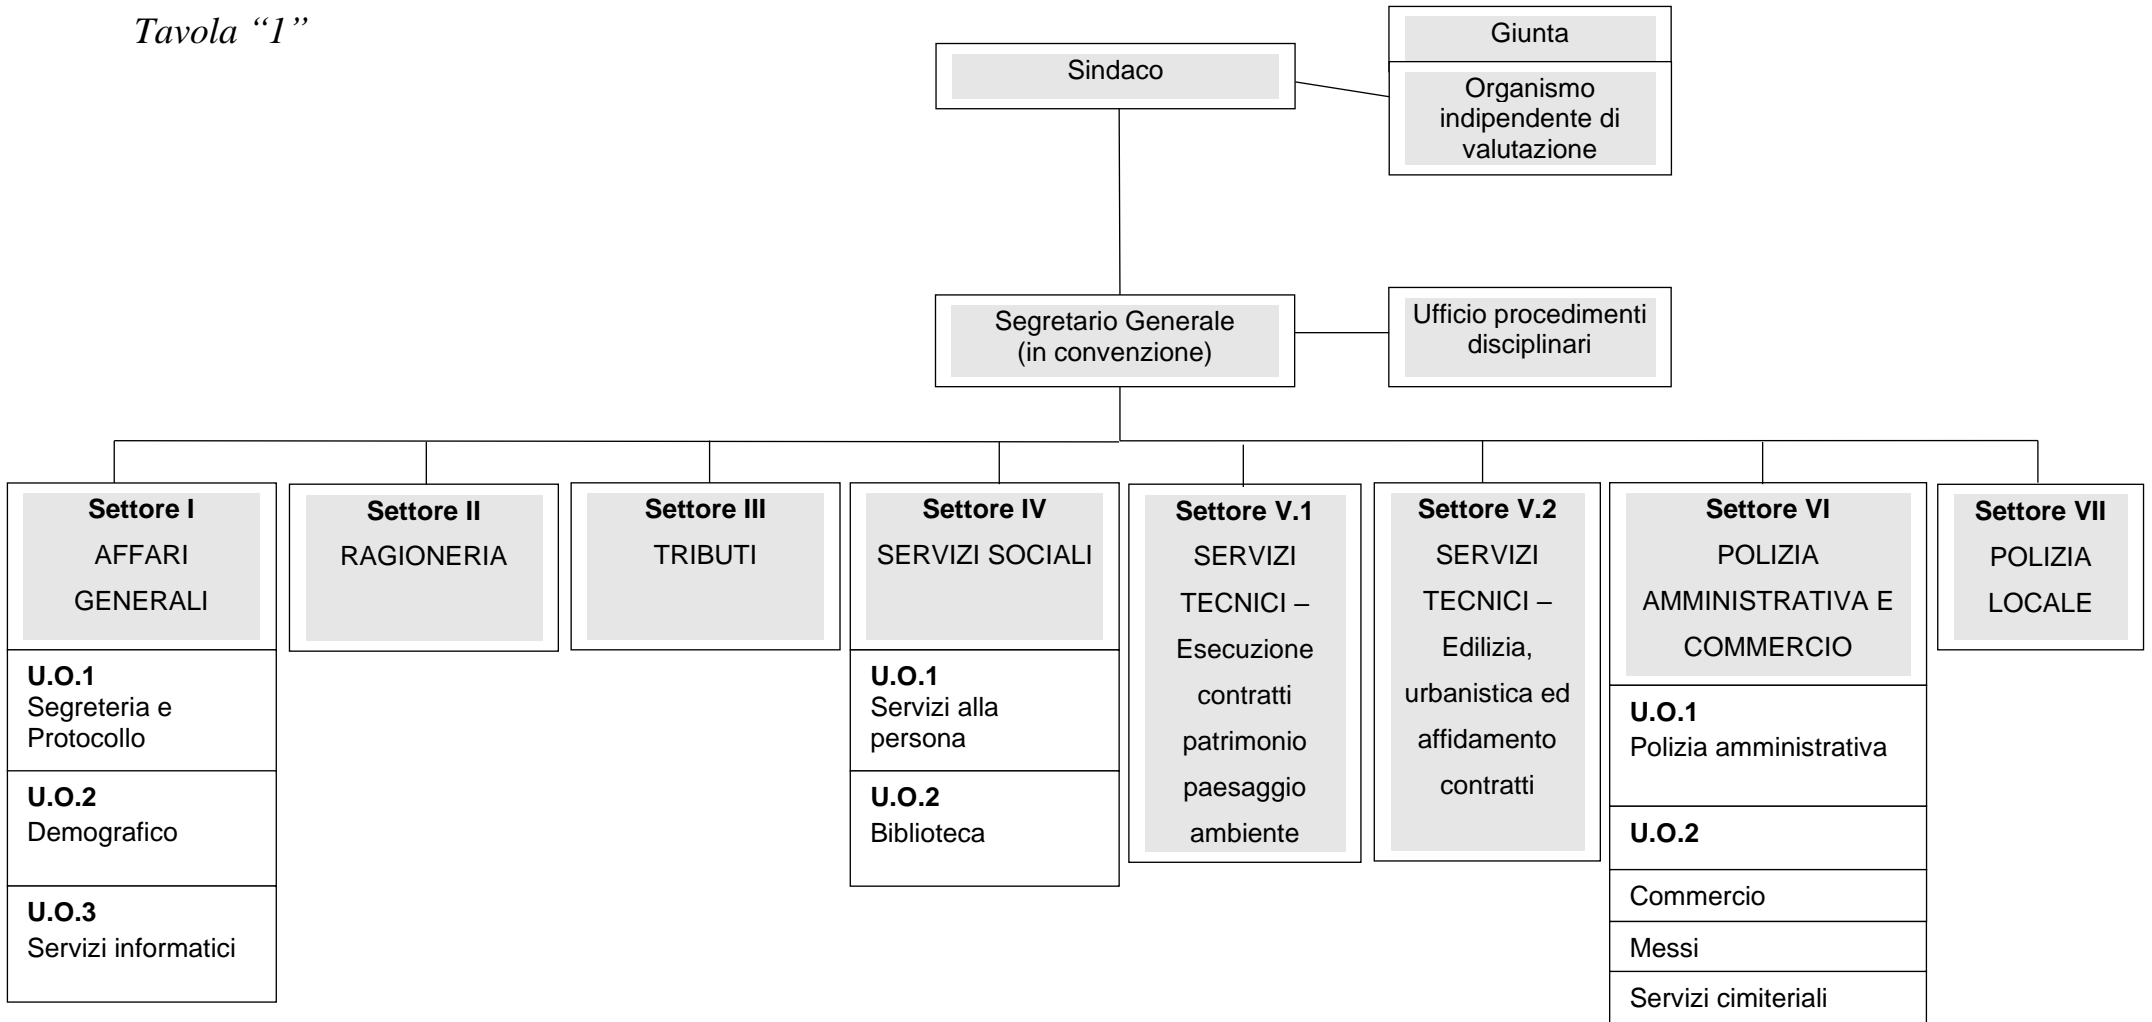 Tavola “1”
Giunta
Sindaco
Organismo
indipendente di
valutazione
Segretario Generale
(in convenzione)
Ufficio procedimenti
disciplinari
Settore I
AFFARI
GENERALI
U.O.1
Segreteria e
Protocollo
U.O.2
Demografico
U.O.3
Servizi informatici
Settore II
RAGIONERIA
Settore III
TRIBUTI
Settore IV
SERVIZI SOCIALI
U.O.1
Servizi alla
persona
U.O.2
Biblioteca
Settore V.1
SERVIZI
TECNICI –
Esecuzione
contratti
patrimonio
paesaggio
ambiente
Settore V.2
SERVIZI
TECNICI –
Edilizia,
urbanistica ed
affidamento
contratti
Settore VI
POLIZIA
AMMINISTRATIVA E
COMMERCIO
U.O.1
Polizia amministrativa
U.O.2
Commercio
Messi
Servizi cimiteriali
Settore VII
POLIZIA
LOCALE